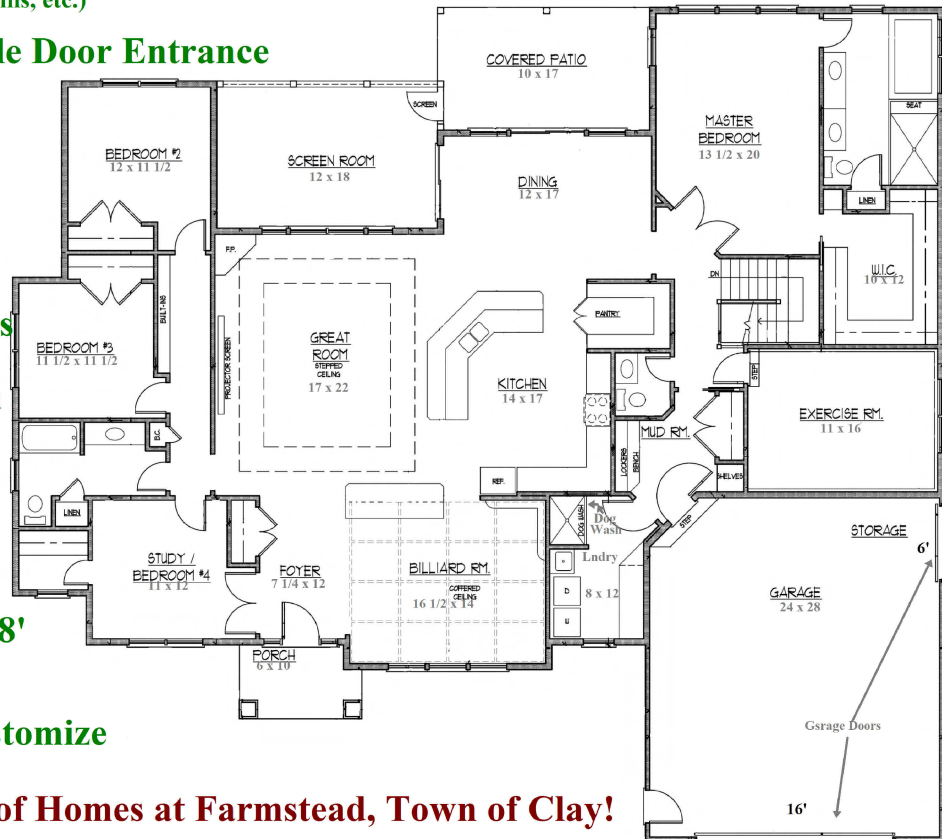 ms, etc.)
le Door Entrance
COVERED PATIO
10 x 17
SCREEN
SEAT
MASTER
BEDROOM
13 1/2 x 20
BEDROOM #2
12 x 11 1/2
SCREEN ROOM
12 x 18
DINING
12 x 17
LINEN
F.P.
W.I.C.
10 x 12
DN
BUILT-INS
PANTRY
s
BEDROOM #3
11 1/2 x 11 1/2
PROJECTOR SCREEN
GREAT
ROOM
STEPPED
CEILING
17 x 22
KITCHEN
14 x 17
STEP
EXERCISE RM.
11 x 16
B.C.
MUD RM.
LOCKERS
BENCH
REF.
SHELVES
LINEN
DOG WASH
Dog
Wash
STEP
STORAGE
6'
STUDY /
BEDROOM #4
11 x 12
FOYER
7 1/4 x 12
BILLIARD RM.
COFFERED
CEILING
16 1/2 x 14
Lndry
8 x 12
D
GARAGE
24 x 28
8'
PORCH
6 x 10
Gsrage Doors
stomize
16'
of Homes at Farmstead, Town of Clay!